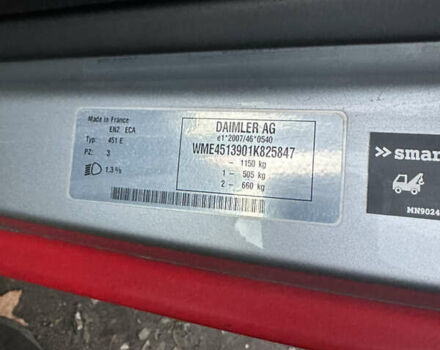 Made in France
EN2 ECA
Typ: 451 E
PZ: 3
1.3 %
DAIMLER AG
e1*2007/46*0540
WME4513901K825847
- 1150 kg
1 - 505 kg
2 - 660 kg
>> smar
MN9024